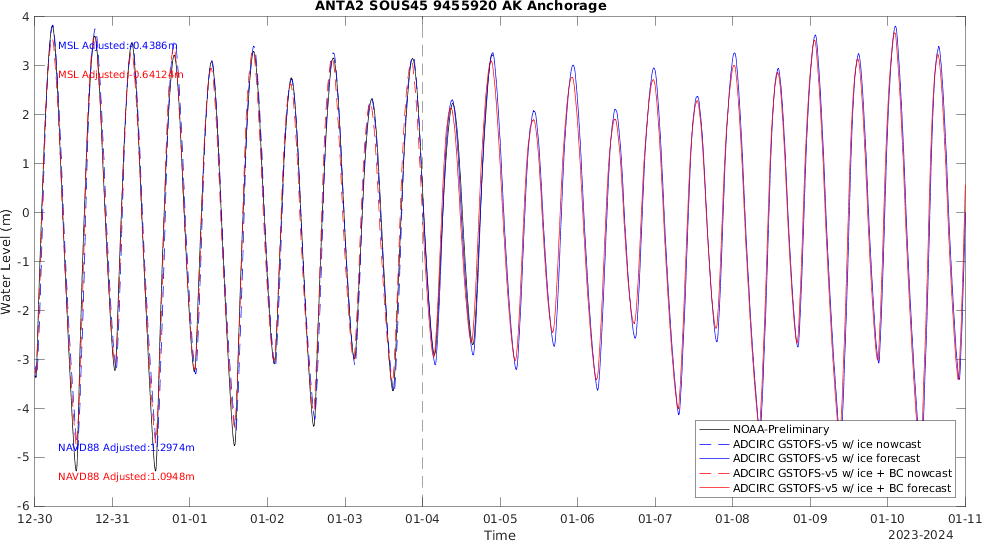 ANTA2 SOUS45 9455920 AK Anchorage
Water Level (m)
4
3
2
1
0
-1
-2
-3
-4
-5
-6
MSL Adjusted:-0.4386m
MSL Adjusted:-0.64124m
NAVD88 Adjusted:1.2974m
NAVD88 Adjusted:1.0948m
NOAA-Preliminary
ADCIRC GSTOFS-v5 w/ ice nowcast
ADCIRC GSTOFS-v5 w/ ice forecast
ADCIRC GSTOFS-v5 w/ ice + BC nowcast
ADCIRC GSTOFS-v5 w/ ice + BC forecast
12-30 12-31 01-01 01-02 01-03 01-04 01-05 01-06 01-07 01-08 01-09 01-10 01-11
Time
2023-2024